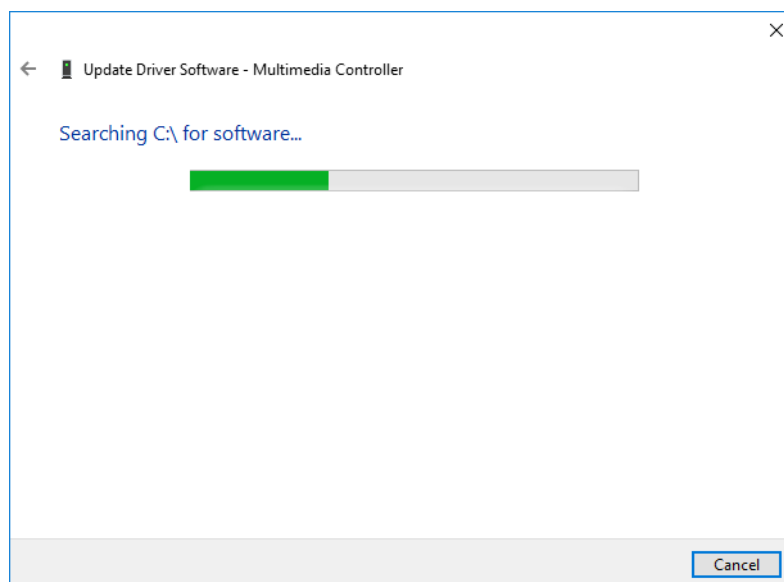 Update Driver Software - Multimedia Controller
Searching C:\ for software...
Cancel